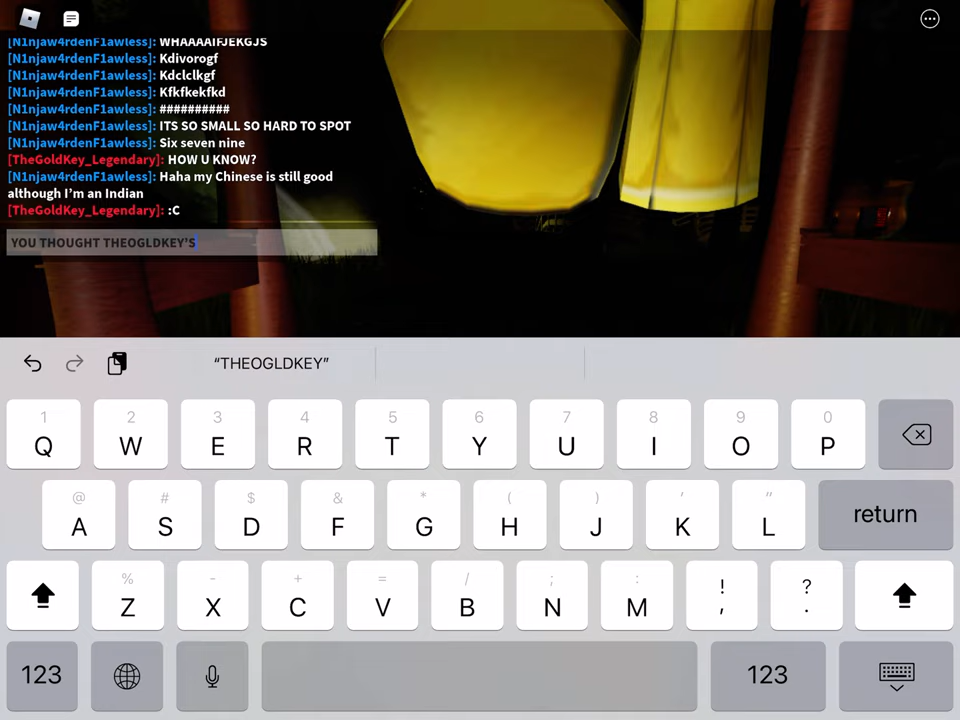 [N1njaw4rdenF1awless]: WHAAAAIFJEKGJS
[N1njaw4rdenF1awless]: Kdivorogf
[N1njaw4rdenF1awless]: Kdclclkgf
[N1njaw4rdenF1awless]: Kfkfkekfkd
[N1njaw4rdenF1awless]: ##########
[N1njaw4rdenF1awless]: ITS SO SMALL SO HARD TO SPOT
[N1njaw4rdenF1awless]: Six seven nine
[TheGoldKey_Legendary]: HOW U KNOW?
[N1njaw4rdenF1awless]: Haha my Chinese is still good
although I'm an Indian
[TheGoldKey_Legendary]: :C
YOU THOUGHT THEOGLDKEY'S
“THEOGLDKEY”
1 2 3 4 5 6 7 8 9 0
Q W E R T Y U I O P
@ # $ & * ( ) ' "
A S D F G H J K L return
% - + = / ; : ! ?
Z X C V B N M , .
123 123